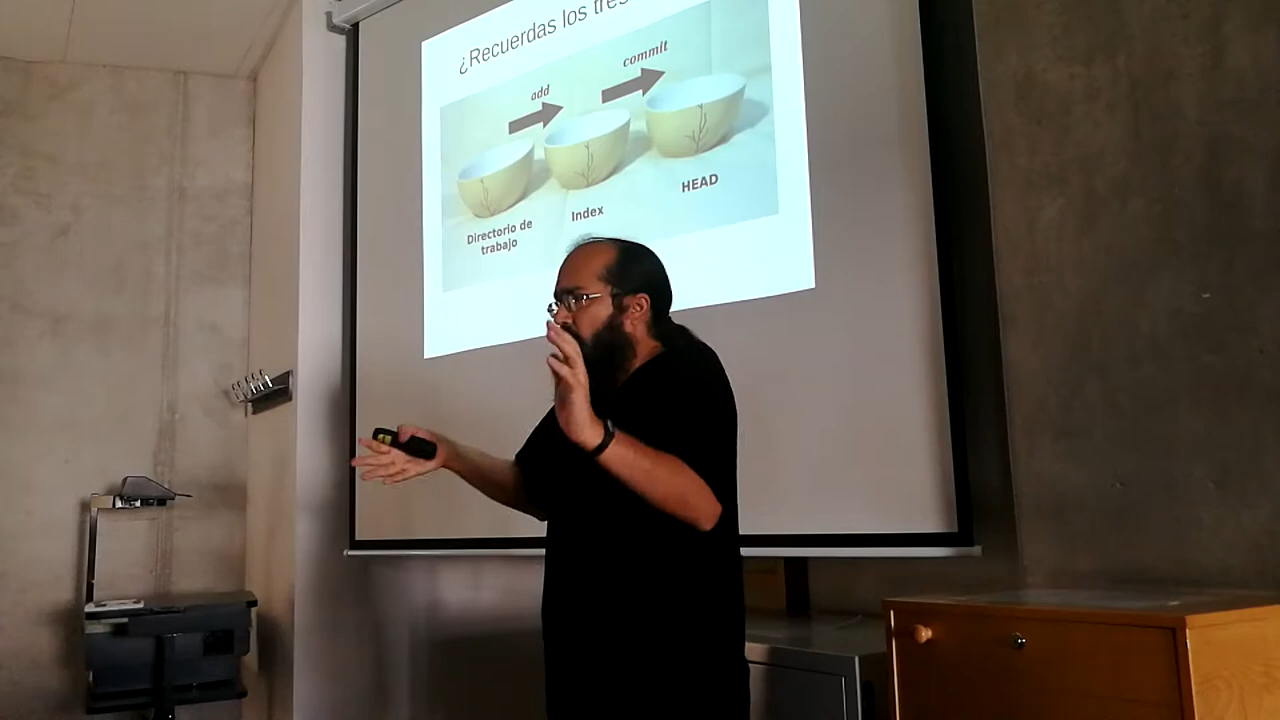 ¿Recuerdas los tres
add
commit
Directorio de
trabajo
Index
HEAD